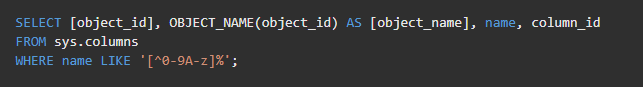 SELECT [object_id], OBJECT_NAME(object_id) AS [object_name], name, column_id
FROM sys.columns
WHERE name LIKE '[^0-9A-z]%';